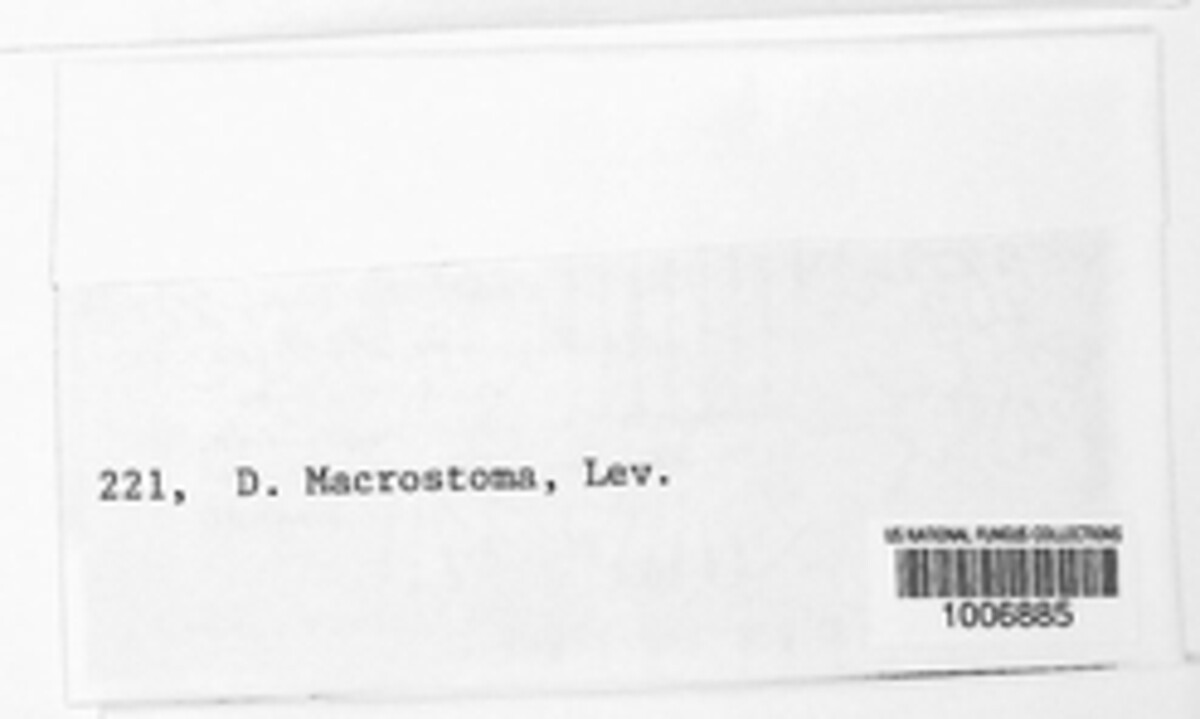 221, D. Macrostoma, Lev.
US NATIONAL FUNGUS COLLECTIONS
1006885